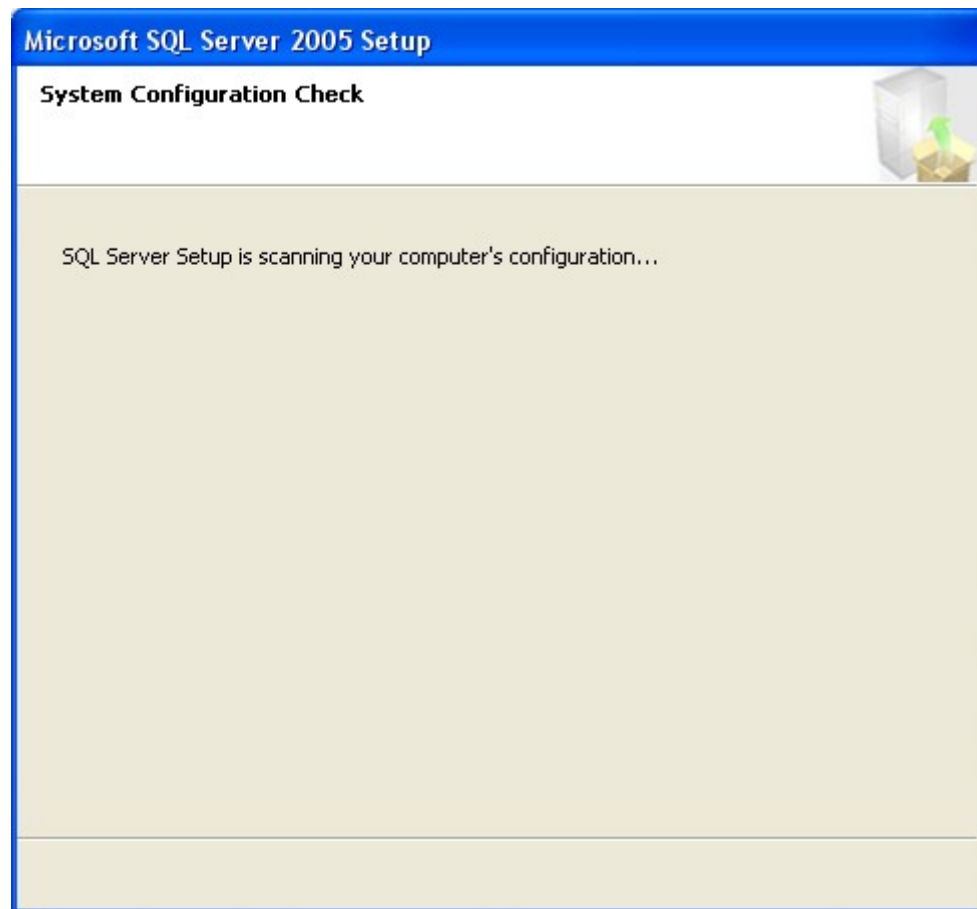 Microsoft SQL Server 2005 Setup
System Configuration Check
SQL Server Setup is scanning your computer's configuration...